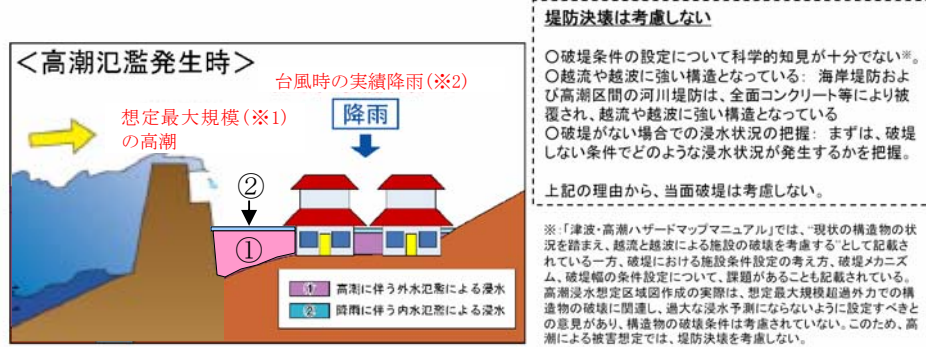 ＜高潮氾濫発生時＞
台風時の実績降雨(※2)
想定最大規模(※1)
の高潮
降雨
②
①
① 高潮に伴う外水氾濫による浸水
② 降雨に伴う内水氾濫による浸水
堤防決壊は考慮しない
○破堤条件の設定について科学的知見が十分でない※。
○越流や越波に強い構造となっている： 海岸堤防およ
び高潮区間の河川堤防は、全面コンクリート等により被
覆され、越流や越波に強い構造となっている
○破堤がない場合での浸水状況の把握： まずは、破堤
しない条件でどのような浸水状況が発生するかを把握。
上記の理由から、当面破堤は考慮しない。
※：「津波・高潮ハザードマップマニュアル」では、“現状の構造物の状
況を踏まえ、越流と越波による施設の破壊を考慮する”として記載さ
れている一方、破堤における施設条件設定の考え方、破堤メカニズ
ム、破堤幅の条件設定について、課題があることも記載されている。
高潮浸水想定区域図作成の実際は、想定最大規模超過外力での構
造物の破壊に関連し、過大な浸水予測にならないように設定すべきと
の意見があり、構造物の破壊条件は考慮されていない。このため、高
潮による被害想定では、堤防決壊を考慮しない。